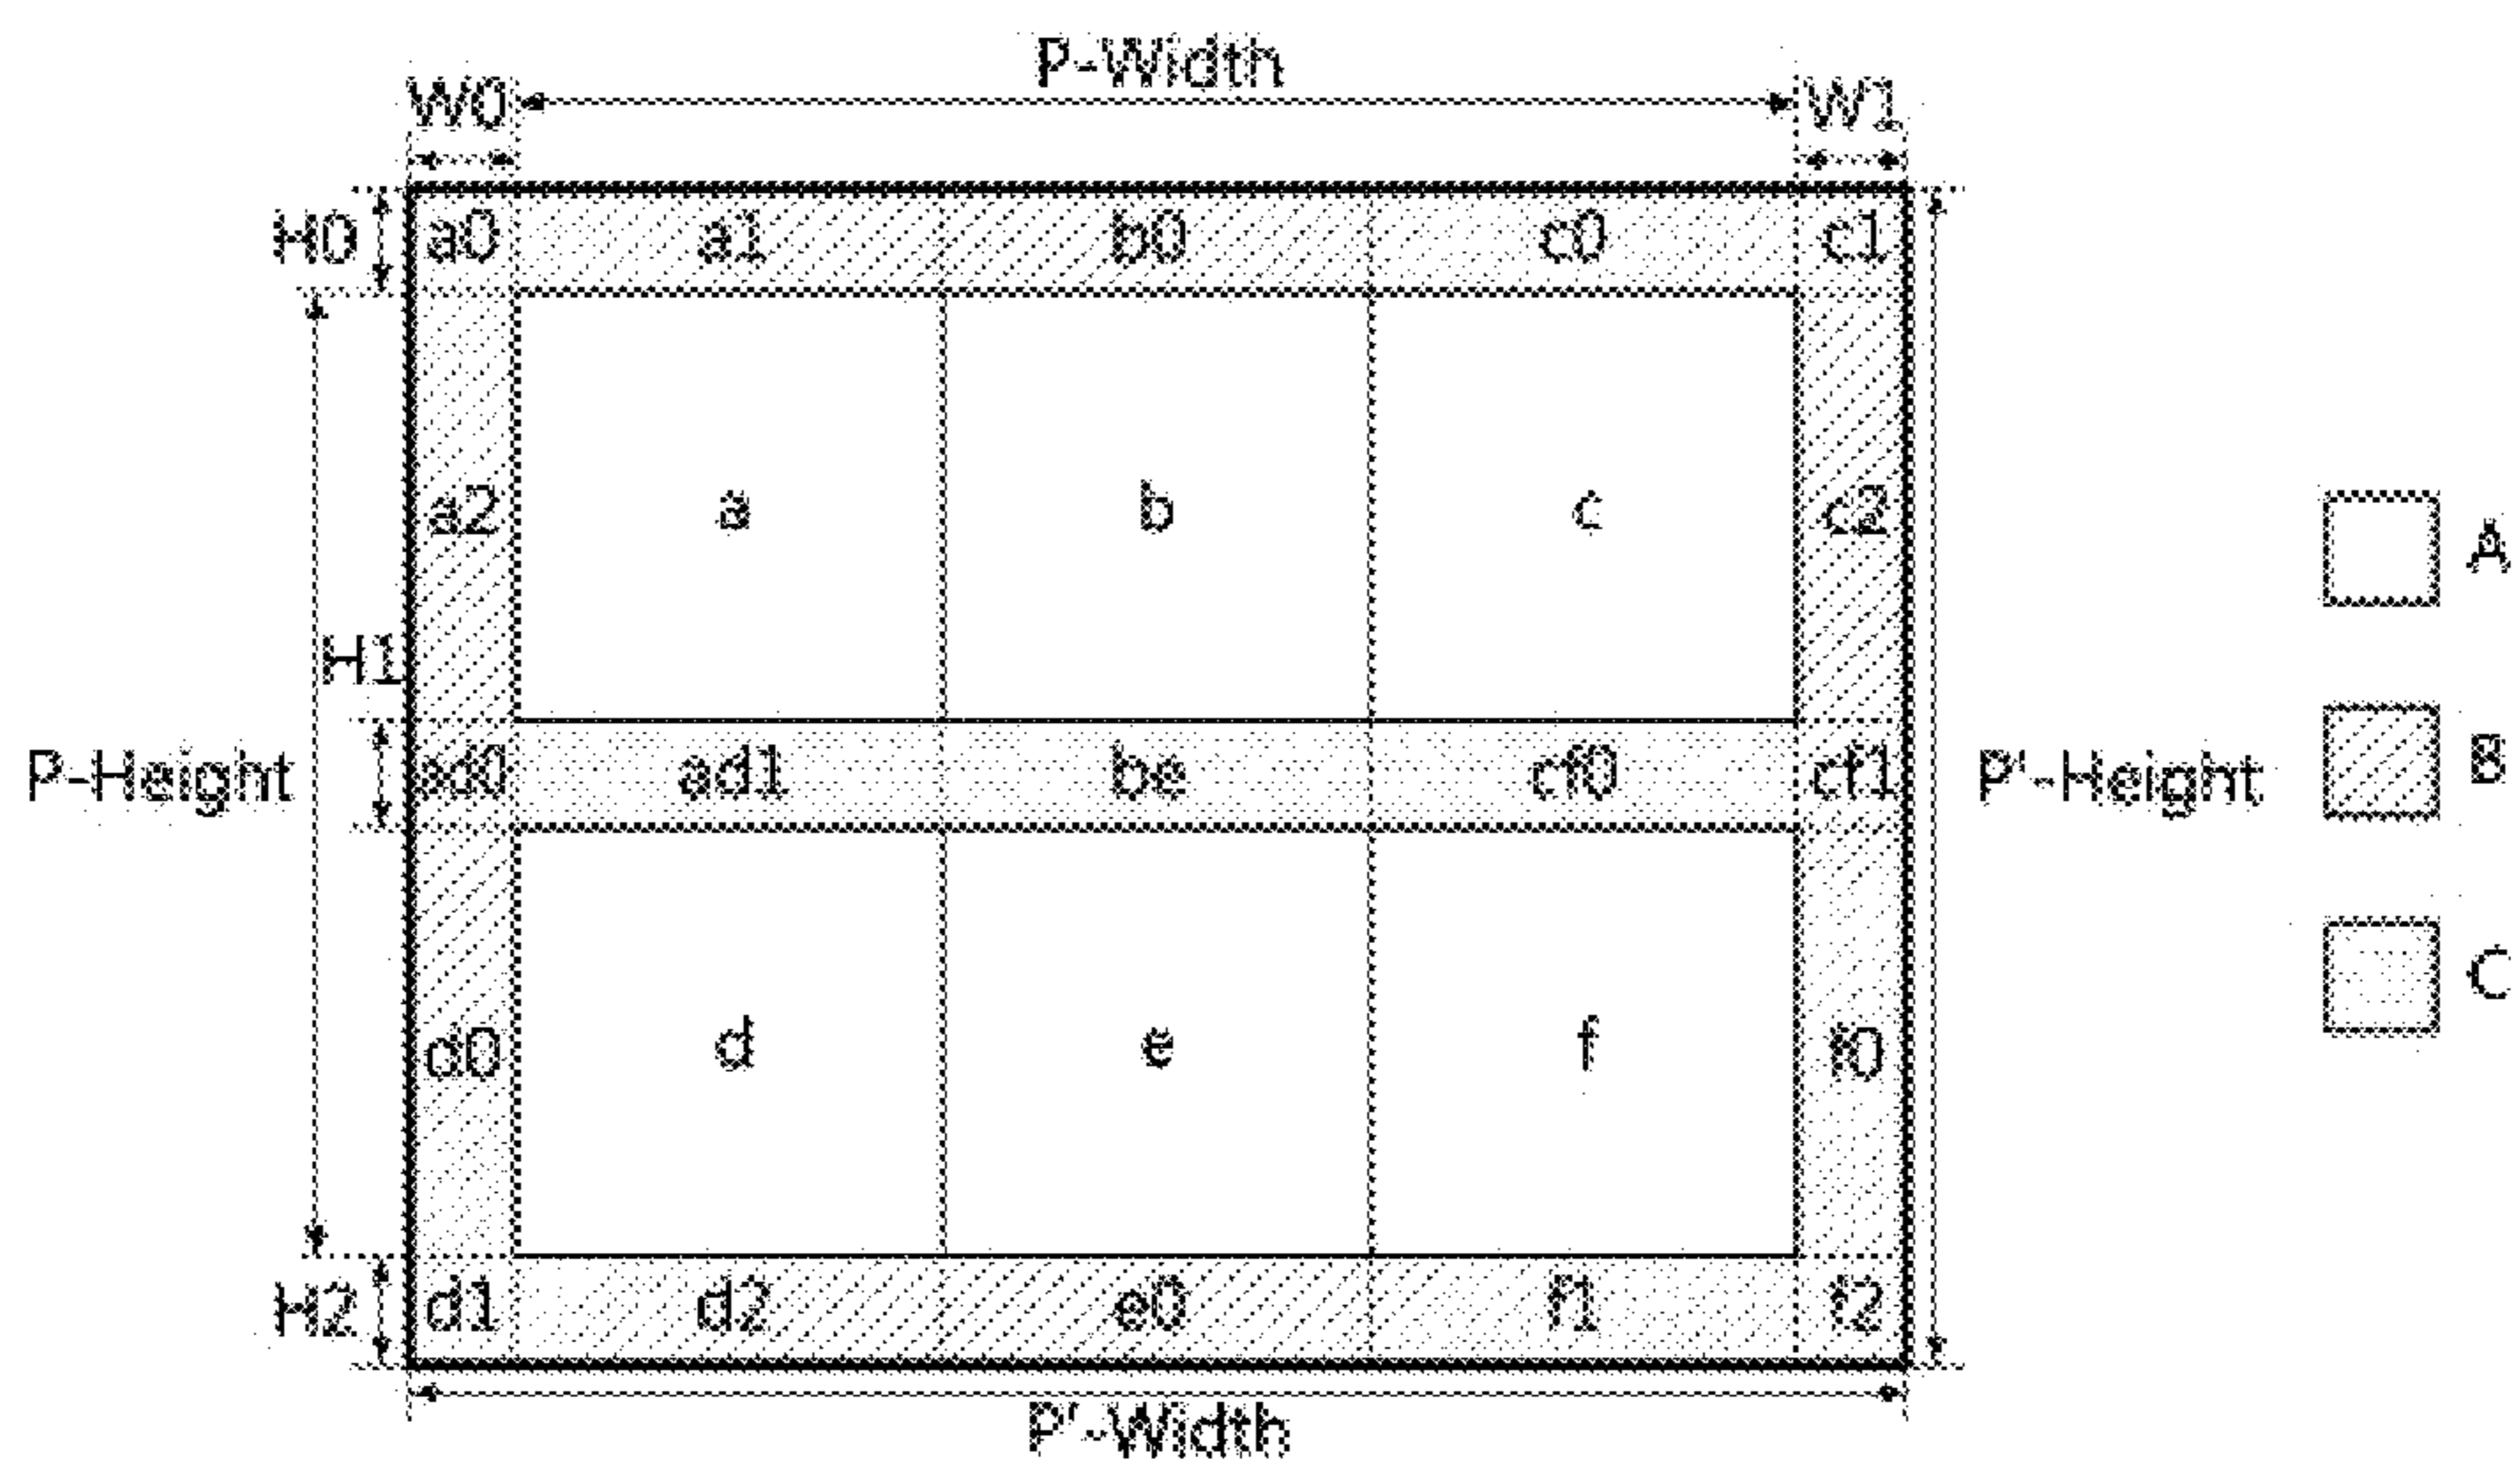 P-Width
W0 W1
H0 a0 a1 b0 c0 c1
a2 a b c c2
A
H1
B
P-Height ad0 ad1 be cf0 cf1 P'-Height
C
d0 d e f f0
H2 d1 d2 e0 f1 f2
P'-Width